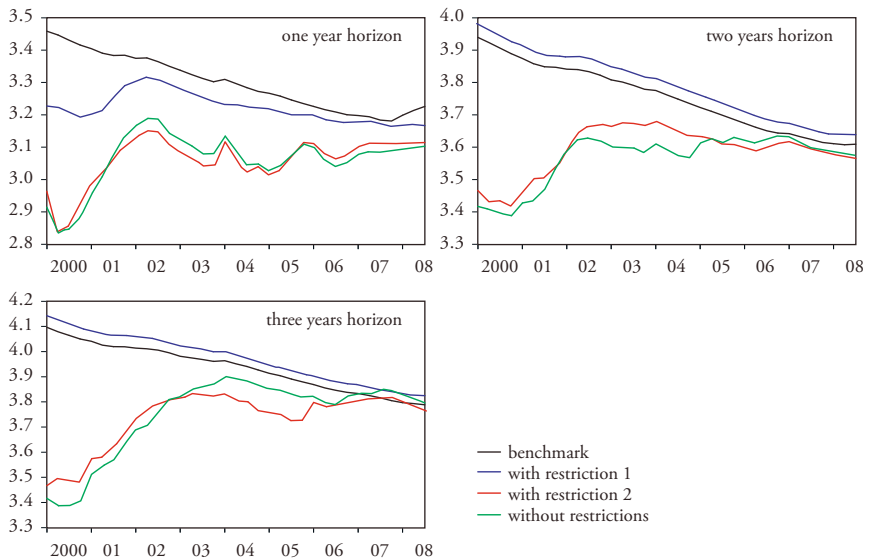 one year horizon
3.5
3.4
3.3
3.2
3.1
3.0
2.9
2.8
2000 01 02 03 04 05 06 07 08
two years horizon
4.0
3.9
3.8
3.7
3.6
3.5
3.4
3.3
2000 01 02 03 04 05 06 07 08
three years horizon
4.2
4.1
4.0
3.9
3.8
3.7
3.6
3.5
3.4
3.3
2000 01 02 03 04 05 06 07 08
benchmark
with restriction 1
with restriction 2
without restrictions